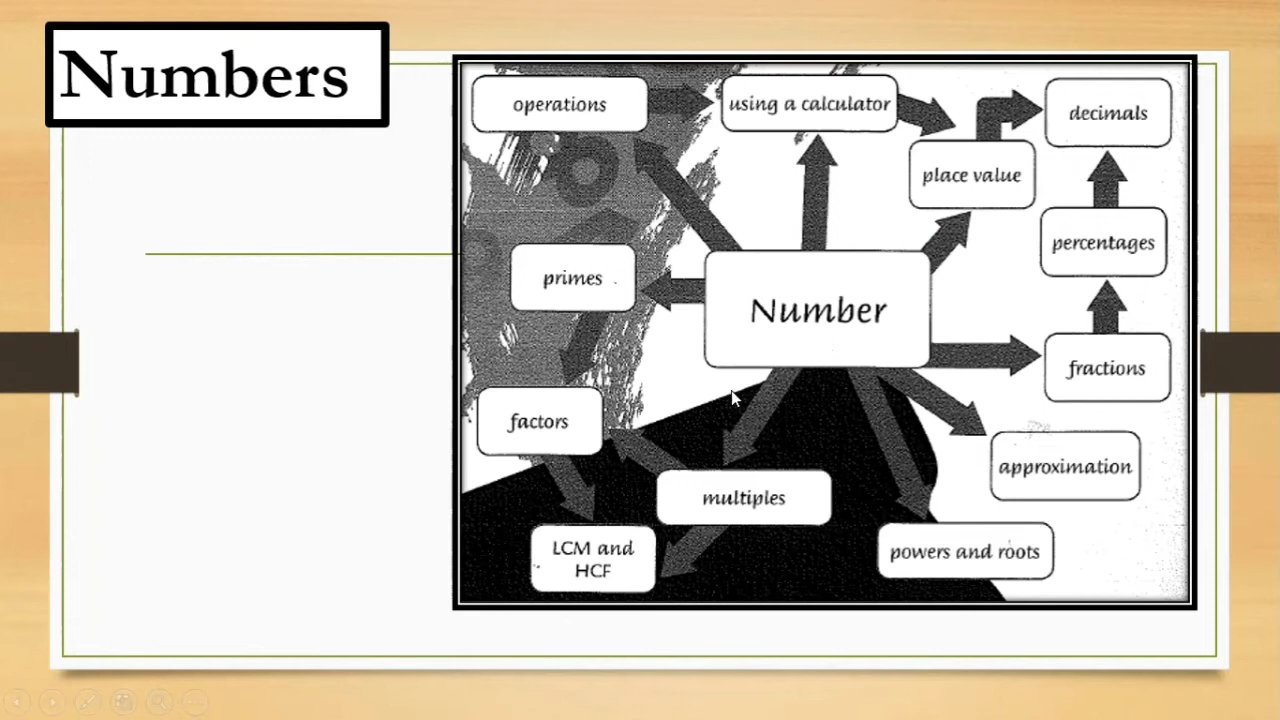 Numbers
operations
using a calculator
decimals
place value
percentages
primes
Number
fractions
factors
approximation
multiples
LCM and
HCF
powers and roots